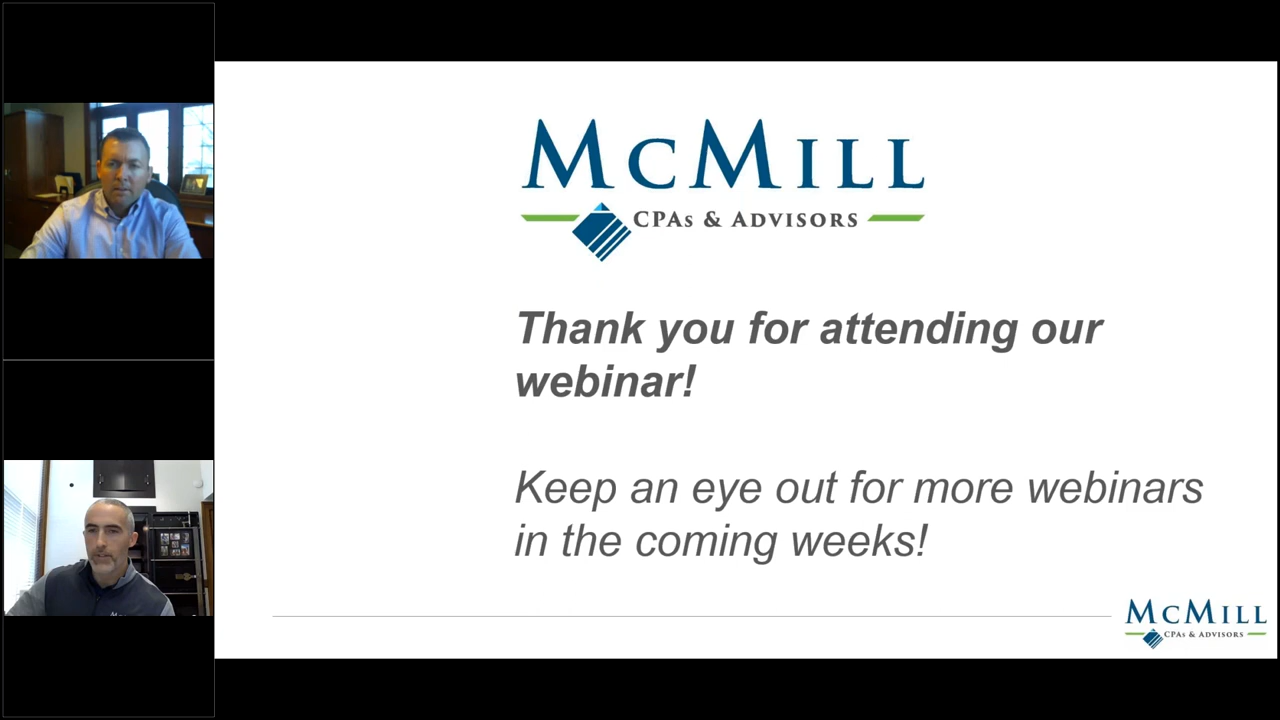 McMILL
CPAs & ADVISORS
Thank you for attending our
webinar!
Keep an eye out for more webinars
in the coming weeks!
McMILL
CPAs & ADVISORS